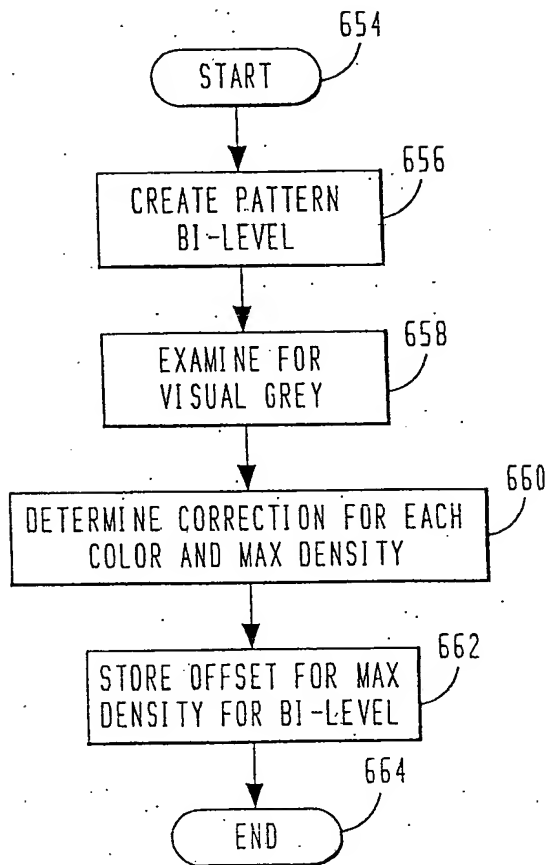 654
START
656
CREATE PATTERN
BI-LEVEL
658
EXAMINE FOR
VISUAL GREY
660
DETERMINE CORRECTION FOR EACH
COLOR AND MAX DENSITY
662
STORE OFFSET FOR MAX
DENSITY FOR BI-LEVEL
664
END